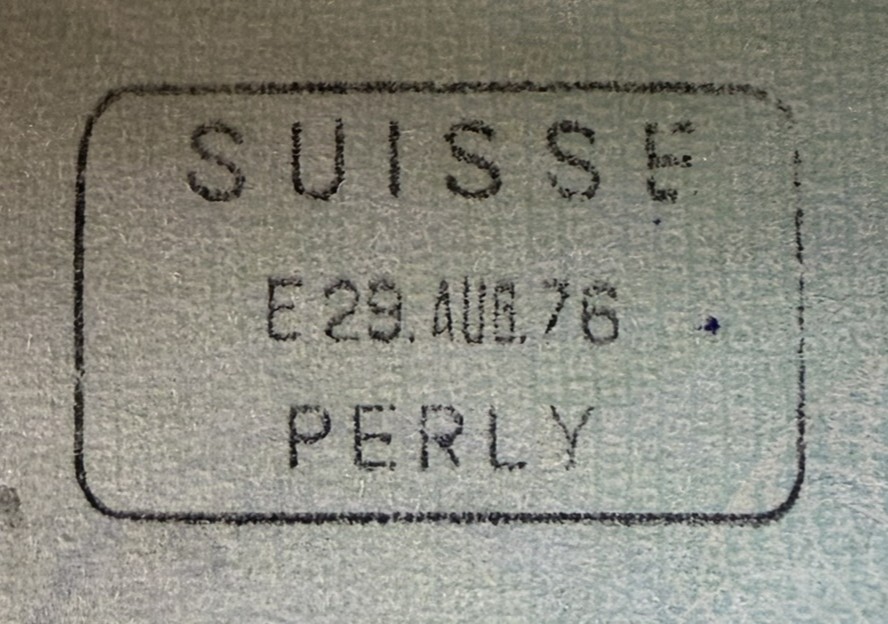 SUISSE
E 29. AUG. 76
PERLY